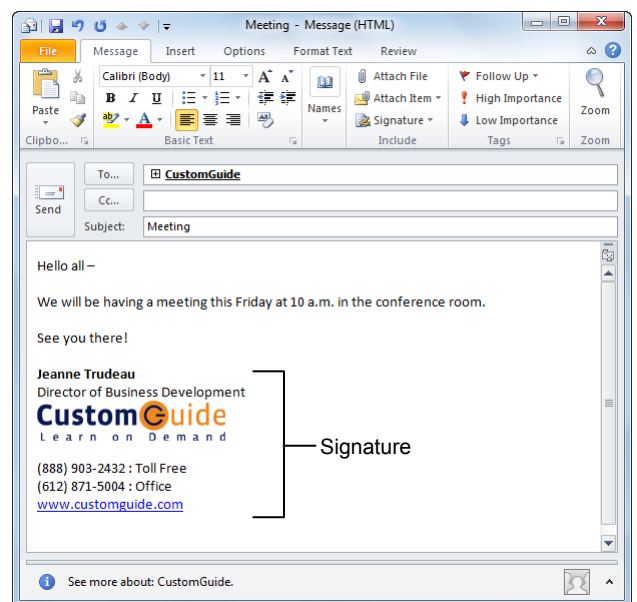 Meeting - Message (HTML)
File Message Insert Options Format Text Review
Calibri (Body) 11 A A Attach File Follow Up
Paste B I U Names Attach Item High Importance Zoom
ab A Signature Low Importance
Clipbo... Basic Text Include Tags Zoom
To... CustomGuide
Send Cc...
Subject: Meeting
Hello all –
We will be having a meeting this Friday at 10 a.m. in the conference room.
See you there!
Jeanne Trudeau
Director of Business Development
CustomGuide
Learn on Demand
Signature
(888) 903-2432 : Toll Free
(612) 871-5004 : Office
www.customguide.com
See more about: CustomGuide.